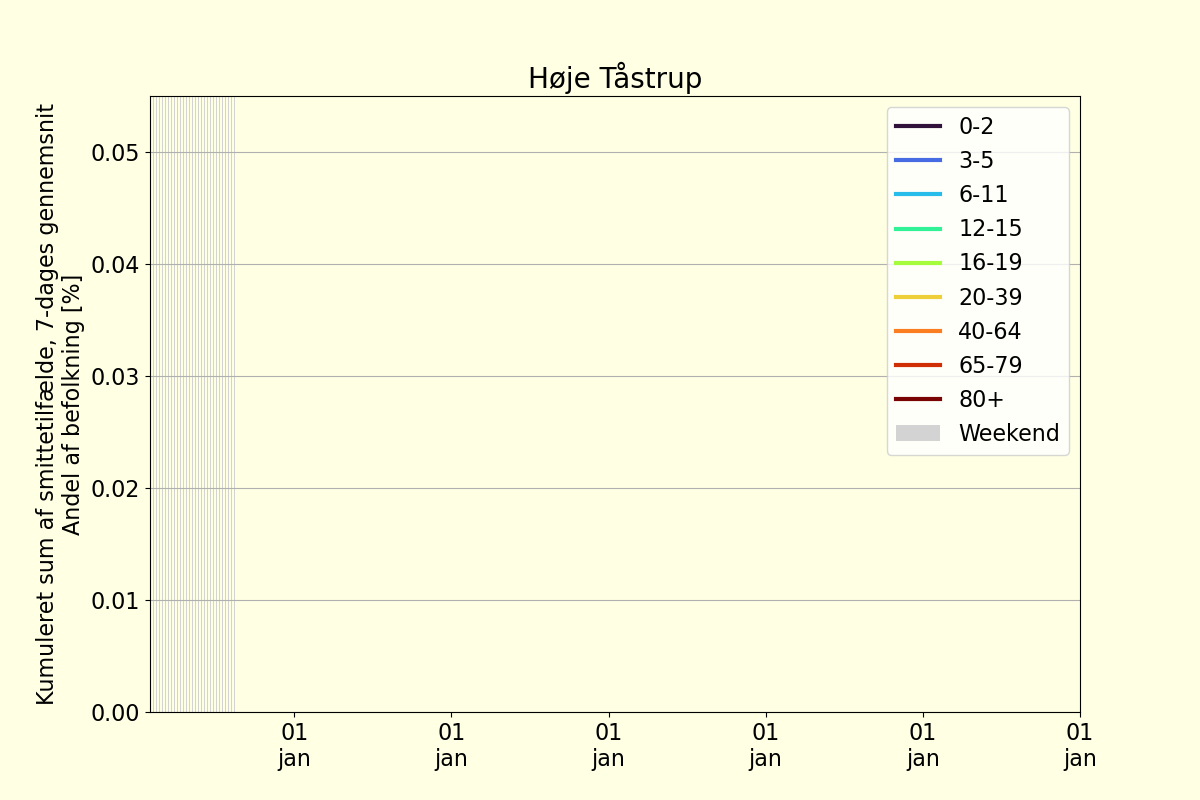 Høje Tåstrup
Kumuleret sum af smittetilfælde, 7-dages gennemsnit
Andel af befolkning [%]
0.05
0.04
0.03
0.02
0.01
0.00
0-2
3-5
6-11
12-15
16-19
20-39
40-64
65-79
80+
Weekend
01
jan
01
jan
01
jan
01
jan
01
jan
01
jan